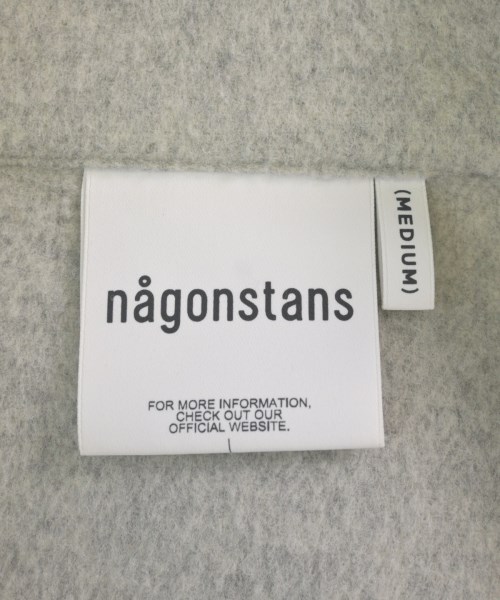 någonstans
(MEDIUM)
FOR MORE INFORMATION,
CHECK OUT OUR
OFFICIAL WEBSITE.